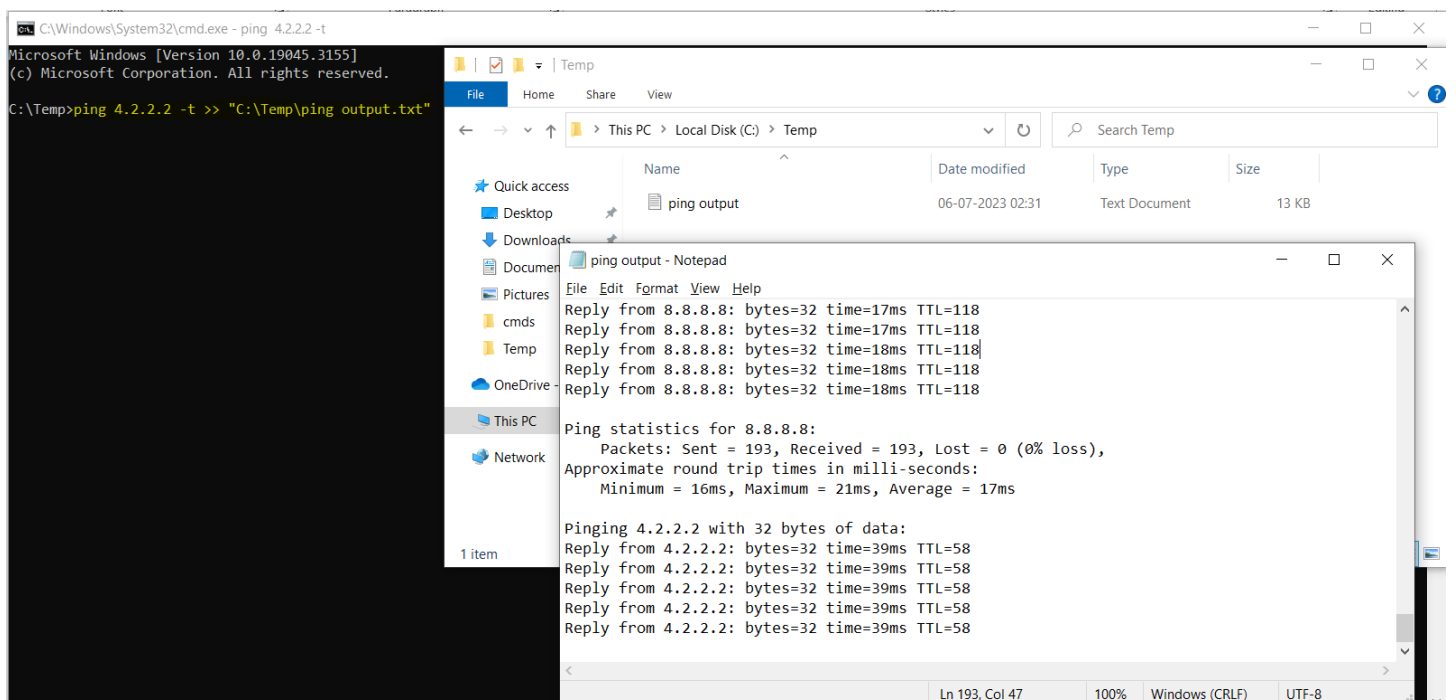 C:\Windows\System32\cmd.exe - ping 4.2.2.2 -t
Microsoft Windows [Version 10.0.19045.3155]
(c) Microsoft Corporation. All rights reserved.
C:\Temp>ping 4.2.2.2 -t >> "C:\Temp\ping output.txt"
Temp
File Home Share View
This PC > Local Disk (C:) > Temp
Search Temp
Name Date modified Type Size
ping output 06-07-2023 02:31 Text Document 13 KB
Quick access
Desktop
Downloads
Documen
Pictures
cmds
Temp
OneDrive -
This PC
Network
1 item
ping output - Notepad
File Edit Format View Help
Reply from 8.8.8.8: bytes=32 time=17ms TTL=118
Reply from 8.8.8.8: bytes=32 time=17ms TTL=118
Reply from 8.8.8.8: bytes=32 time=18ms TTL=118
Reply from 8.8.8.8: bytes=32 time=18ms TTL=118
Reply from 8.8.8.8: bytes=32 time=18ms TTL=118
Ping statistics for 8.8.8.8:
Packets: Sent = 193, Received = 193, Lost = 0 (0% loss),
Approximate round trip times in milli-seconds:
Minimum = 16ms, Maximum = 21ms, Average = 17ms
Pinging 4.2.2.2 with 32 bytes of data:
Reply from 4.2.2.2: bytes=32 time=39ms TTL=58
Reply from 4.2.2.2: bytes=32 time=39ms TTL=58
Reply from 4.2.2.2: bytes=32 time=39ms TTL=58
Reply from 4.2.2.2: bytes=32 time=39ms TTL=58
Reply from 4.2.2.2: bytes=32 time=39ms TTL=58
Ln 193, Col 47 100% Windows (CRLF) UTF-8